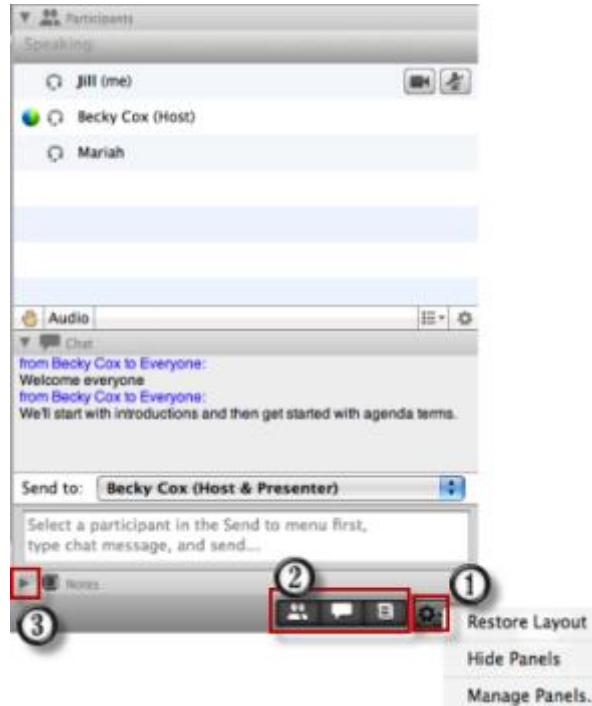 Participants
Speaking:
Jill (me)
Becky Cox (Host)
Mariah
Audio
Chat
from Becky Cox to Everyone:
Welcome everyone
from Becky Cox to Everyone:
We'll start with introductions and then get started with agenda terms.
Send to: Becky Cox (Host & Presenter)
Select a participant in the Send to menu first,
type chat message, and send...
Notes
3
2
1
Restore Layout
Hide Panels
Manage Panels.